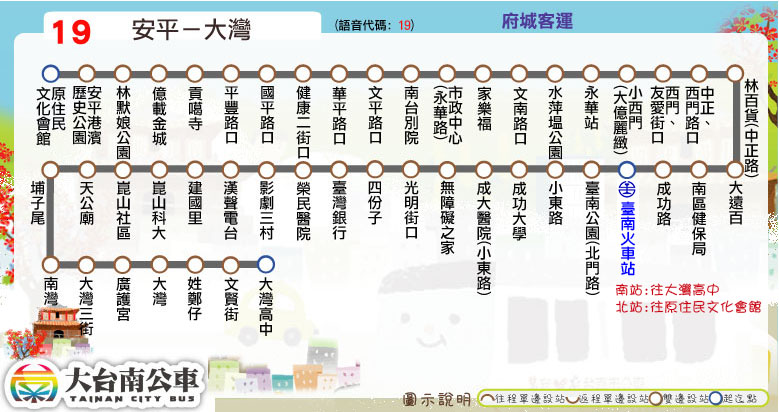 19
安平－大灣
(語音代碼: 19)
府城客運
原住民文化會館
安平港濱歷史公園
林默娘公園
億載金城
貢噶寺
平豐路口
國平路口
健康二街口
華平路口
文平路口
南台別院
市政中心(永華路)
家樂福
文南路口
水萍塭公園
永華站
小西門(大億麗緻)
西門、友愛街口
中正、西門路口
林百貨(中正路)
大遠百
南區健保局
成功路
臺南火車站
臺南公園(北門路)
小東路
成功大學
成大醫院(小東路)
無障礙之家
光明街口
四份子
臺灣銀行
榮民醫院
影劇三村
漢聲電台
建國里
崑山科大
崑山社區
天公廟
埔子尾
南灣
大灣三街
廣護宮
大灣
姓鄭仔
文賢街
大灣高中
南站:往大灣高中
北站:往原住民文化會館
大台南公車
TAINAN CITY BUS
圖示說明
往程單邊設站
返程單邊設站
雙邊設站
起迄點